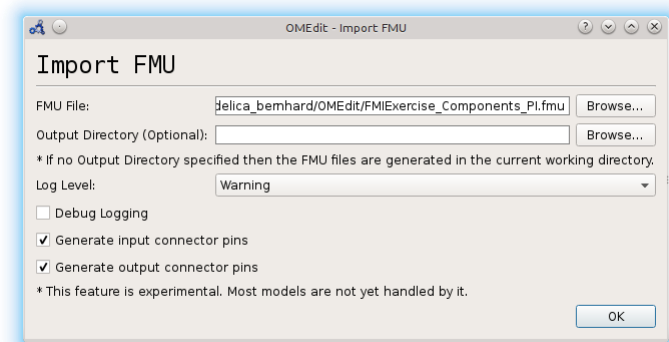 OMEdit - Import FMU
Import FMU
FMU File: delica_bernhard/OMEdit/FMIExercise_Components_PI.fmu Browse...
Output Directory (Optional): Browse...
* If no Output Directory specified then the FMU files are generated in the current working directory.
Log Level: Warning
Debug Logging
Generate input connector pins
Generate output connector pins
* This feature is experimental. Most models are not yet handled by it.
OK